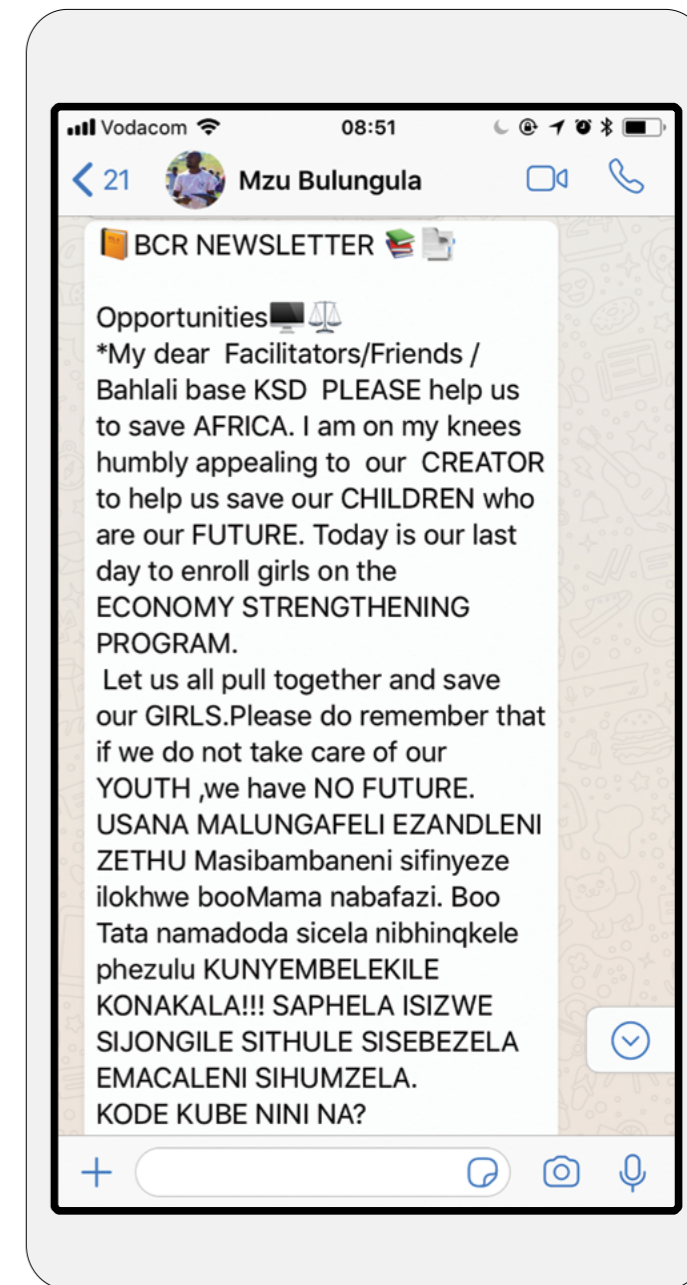 Vodacom 08:51
21 Mzu Bulungula
📙BCR NEWSLETTER 📚📑
Opportunities🖥️⚖️
*My dear  Facilitators/Friends /
Bahlali base KSD  PLEASE help us
to save AFRICA. I am on my knees
humbly appealing to  our  CREATOR
to help us save our CHILDREN who
are our FUTURE. Today is our last
day to enroll girls on the
ECONOMY STRENGTHENING
PROGRAM.
Let us all pull together and save
our GIRLS.Please do remember that
if we do not take care of our
YOUTH ,we have NO FUTURE.
USANA MALUNGAFELI EZANDLENI
ZETHU Masibambaneni sifinyeze
ilokhwe booMama nabafazi. Boo
Tata namadoda sicela nibhinqkele
phezulu KUNYEMBELEKILE
KONAKALA!!! SAPHELA ISIZWE
SIJONGILE SITHULE SISEBEZELA
EMACALENI SIHUMZELA.
KODE KUBE NINI NA?